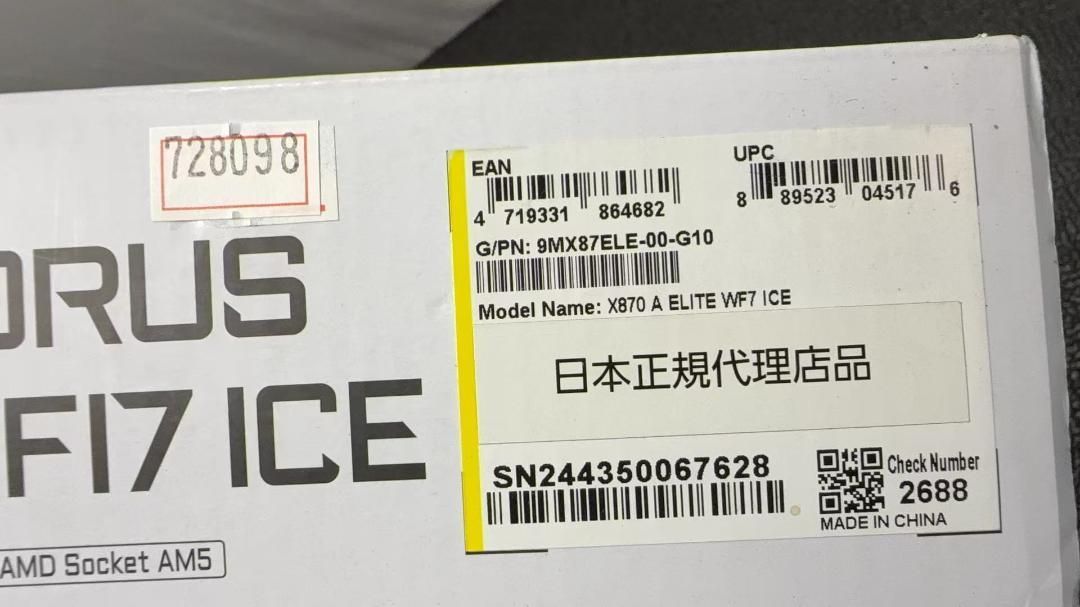 728098
ORUS
FI7 ICE
AMD Socket AM5
EAN
4 719331 864682
UPC
8 89523 04517 6
G/PN: 9MX87ELE-00-G10
Model Name: X870 A ELITE WF7 ICE
日本正規代理店品
SN244350067628
Check Number
2688
MADE IN CHINA